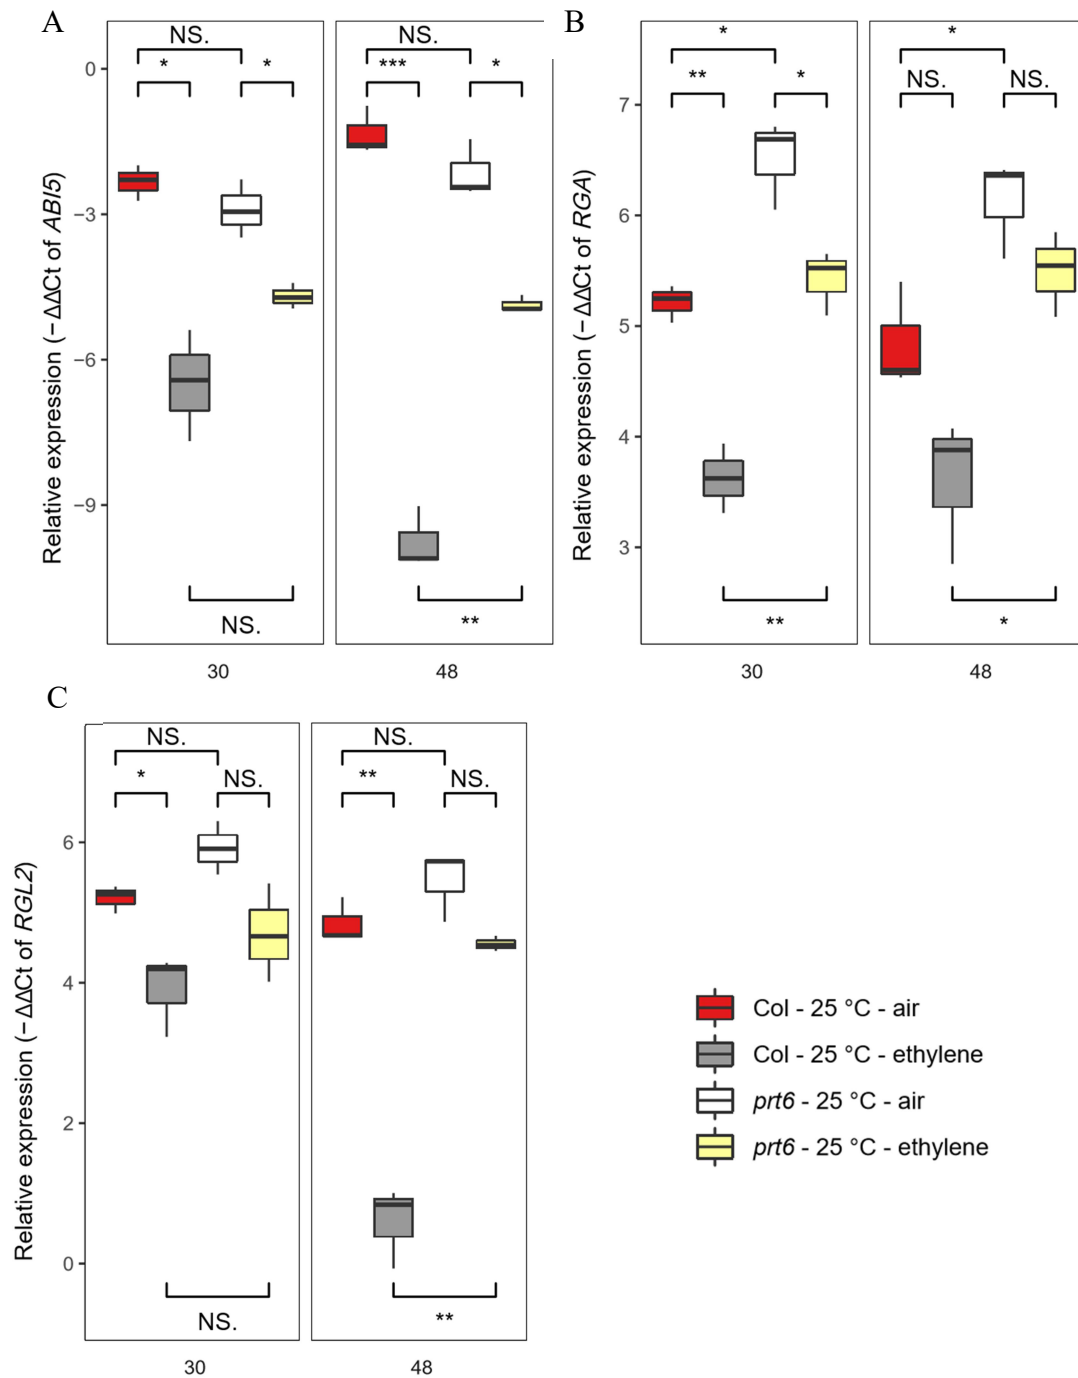 A
Relative expression (−ΔΔCt of ABI5)
0
−3
−6
−9
NS.
*
*
NS.
30
NS.
***
*
**
48
B
Relative expression (−ΔΔCt of RGA)
7
6
5
4
3
*
**
*
**
30
*
NS.
NS.
*
48
C
Relative expression (−ΔΔCt of RGL2)
6
4
2
0
NS.
*
NS.
NS.
30
NS.
**
NS.
**
48
Col - 25 °C - air
Col - 25 °C - ethylene
prt6 - 25 °C - air
prt6 - 25 °C - ethylene